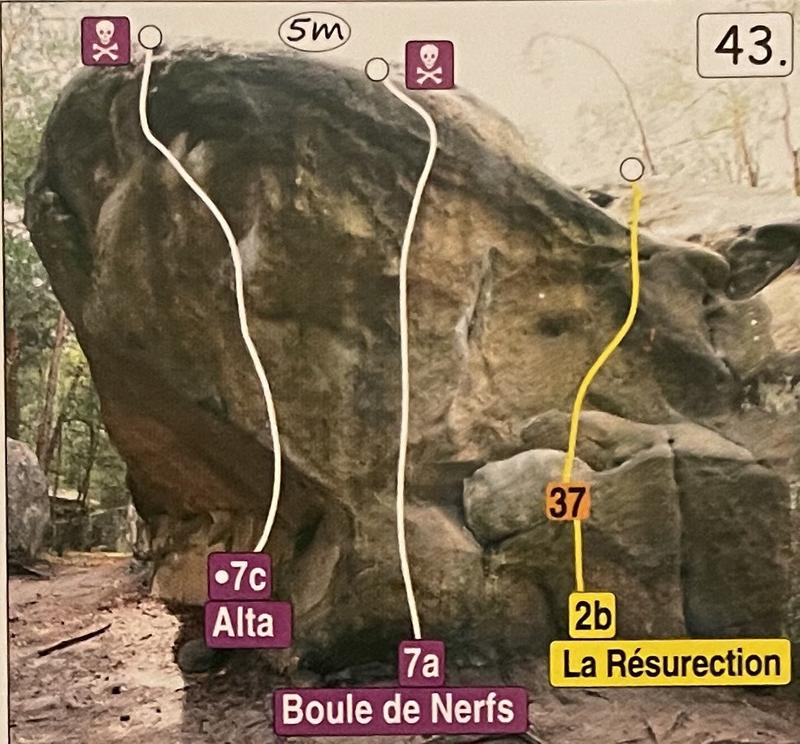 5m
43.
37
•7c
Alta
7a
Boule de Nerfs
2b
La Résurection